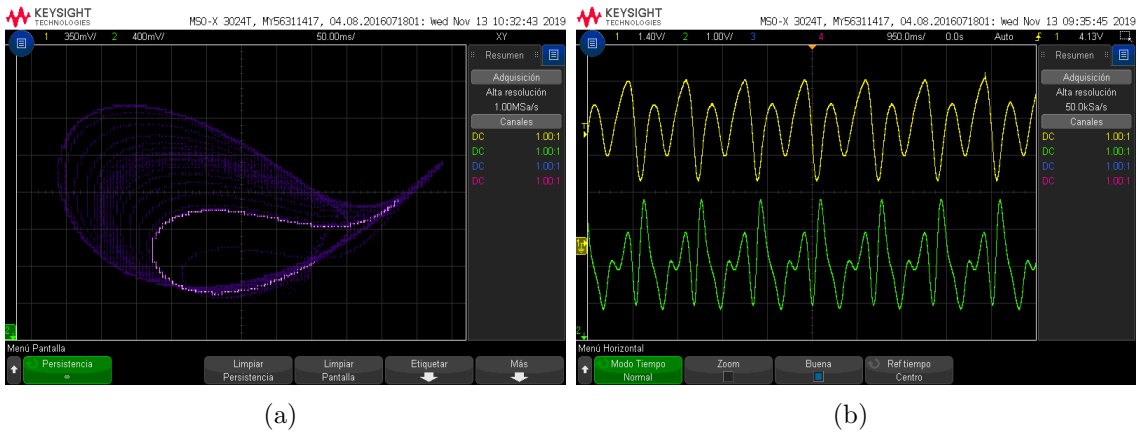 KEYSIGHT
TECHNOLOGIES
MSO-X 3024T, MY56311417, 04.08.2016071801: Wed Nov 13 10:32:43 2019
1 350mV/ 2 400mV/ 50.00ms/ XY
Resumen
Adquisición
Alta resolución
1.00MSa/s
Canales
DC 1.00:1
DC 1.00:1
DC 1.00:1
DC 1.00:1
2
Menú Pantalla
Persistencia
∞
Limpiar
Persistencia
Limpiar
Pantalla
Etiquetar
Más
(a)
KEYSIGHT
TECHNOLOGIES
MSO-X 3024T, MY56311417, 04.08.2016071801: Wed Nov 13 09:35:45 2019
1 1.40V/ 2 1.00V/ 3 4 950.0ms/ 0.0s Auto 1 4.13V
Resumen
Adquisición
Alta resolución
50.0kSa/s
Canales
DC 1.00:1
DC 1.00:1
DC 1.00:1
DC 1.00:1
T
1
2
Menú Horizontal
Modo Tiempo
Normal
Zoom
Buena
Ref tiempo
Centro
(b)